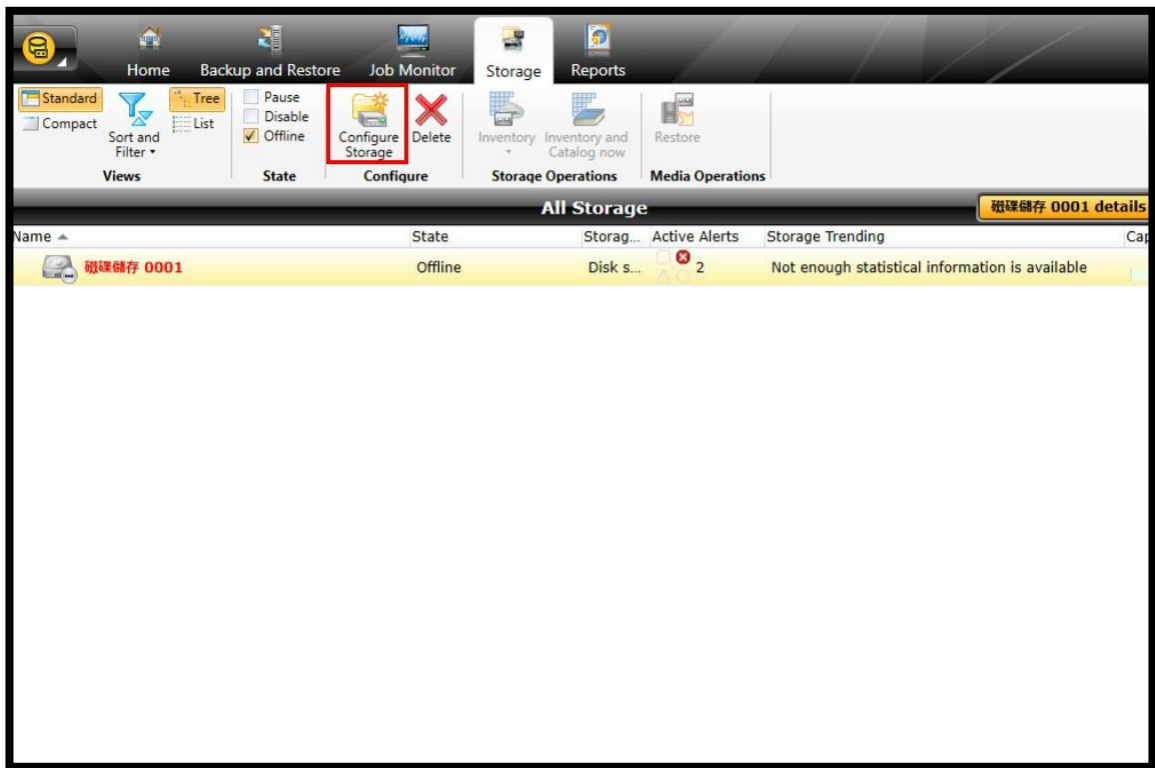 Home Backup and Restore Job Monitor Storage Reports
Standard Tree Pause
Compact List Disable
Sort and Filter Offline Configure Storage Delete Inventory Inventory and Catalog now Restore
Views State Configure Storage Operations Media Operations
All Storage 磁碟儲存 0001 details
Name State Storag... Active Alerts Storage Trending Cap
磁碟儲存 0001 Offline Disk s... 2 Not enough statistical information is available